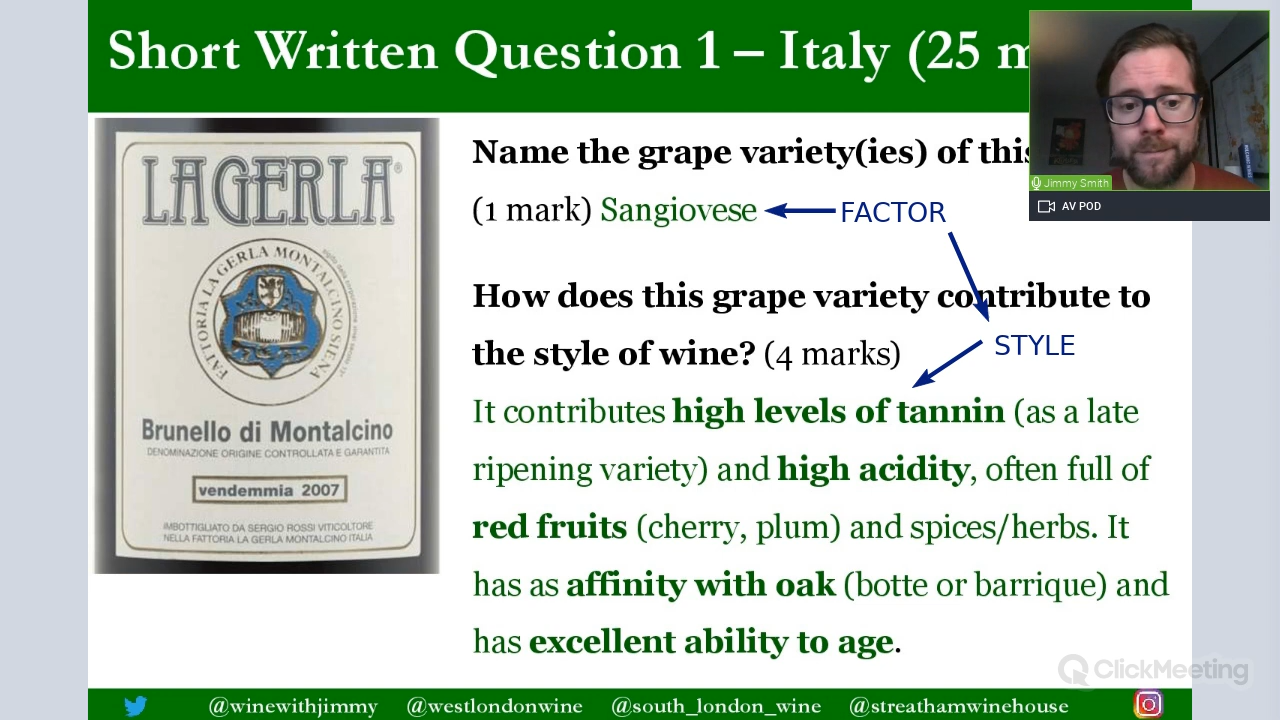 Short Written Question 1 – Italy (25 m
Jimmy Smith
AV POD
LA GERLA®
FATTORIA LA GERLA MONTALCINO SIENA
Brunello di Montalcino
DENOMINAZIONE ORIGINE CONTROLLATA E GARANTITA
vendemmia 2007
IMBOTTIGLIATO DA SERGIO ROSSI VITICOLTORE
NELLA FATTORIA LA GERLA MONTALCINO ITALIA
Name the grape variety(ies) of this
(1 mark) Sangiovese
FACTOR
How does this grape variety contribute to
the style of wine? (4 marks)
STYLE
It contributes high levels of tannin (as a late
ripening variety) and high acidity, often full of
red fruits (cherry, plum) and spices/herbs. It
has as affinity with oak (botte or barrique) and
has excellent ability to age.
ClickMeeting
@winewithjimmy @westlondonwine @south_london_wine @streathamwinehouse